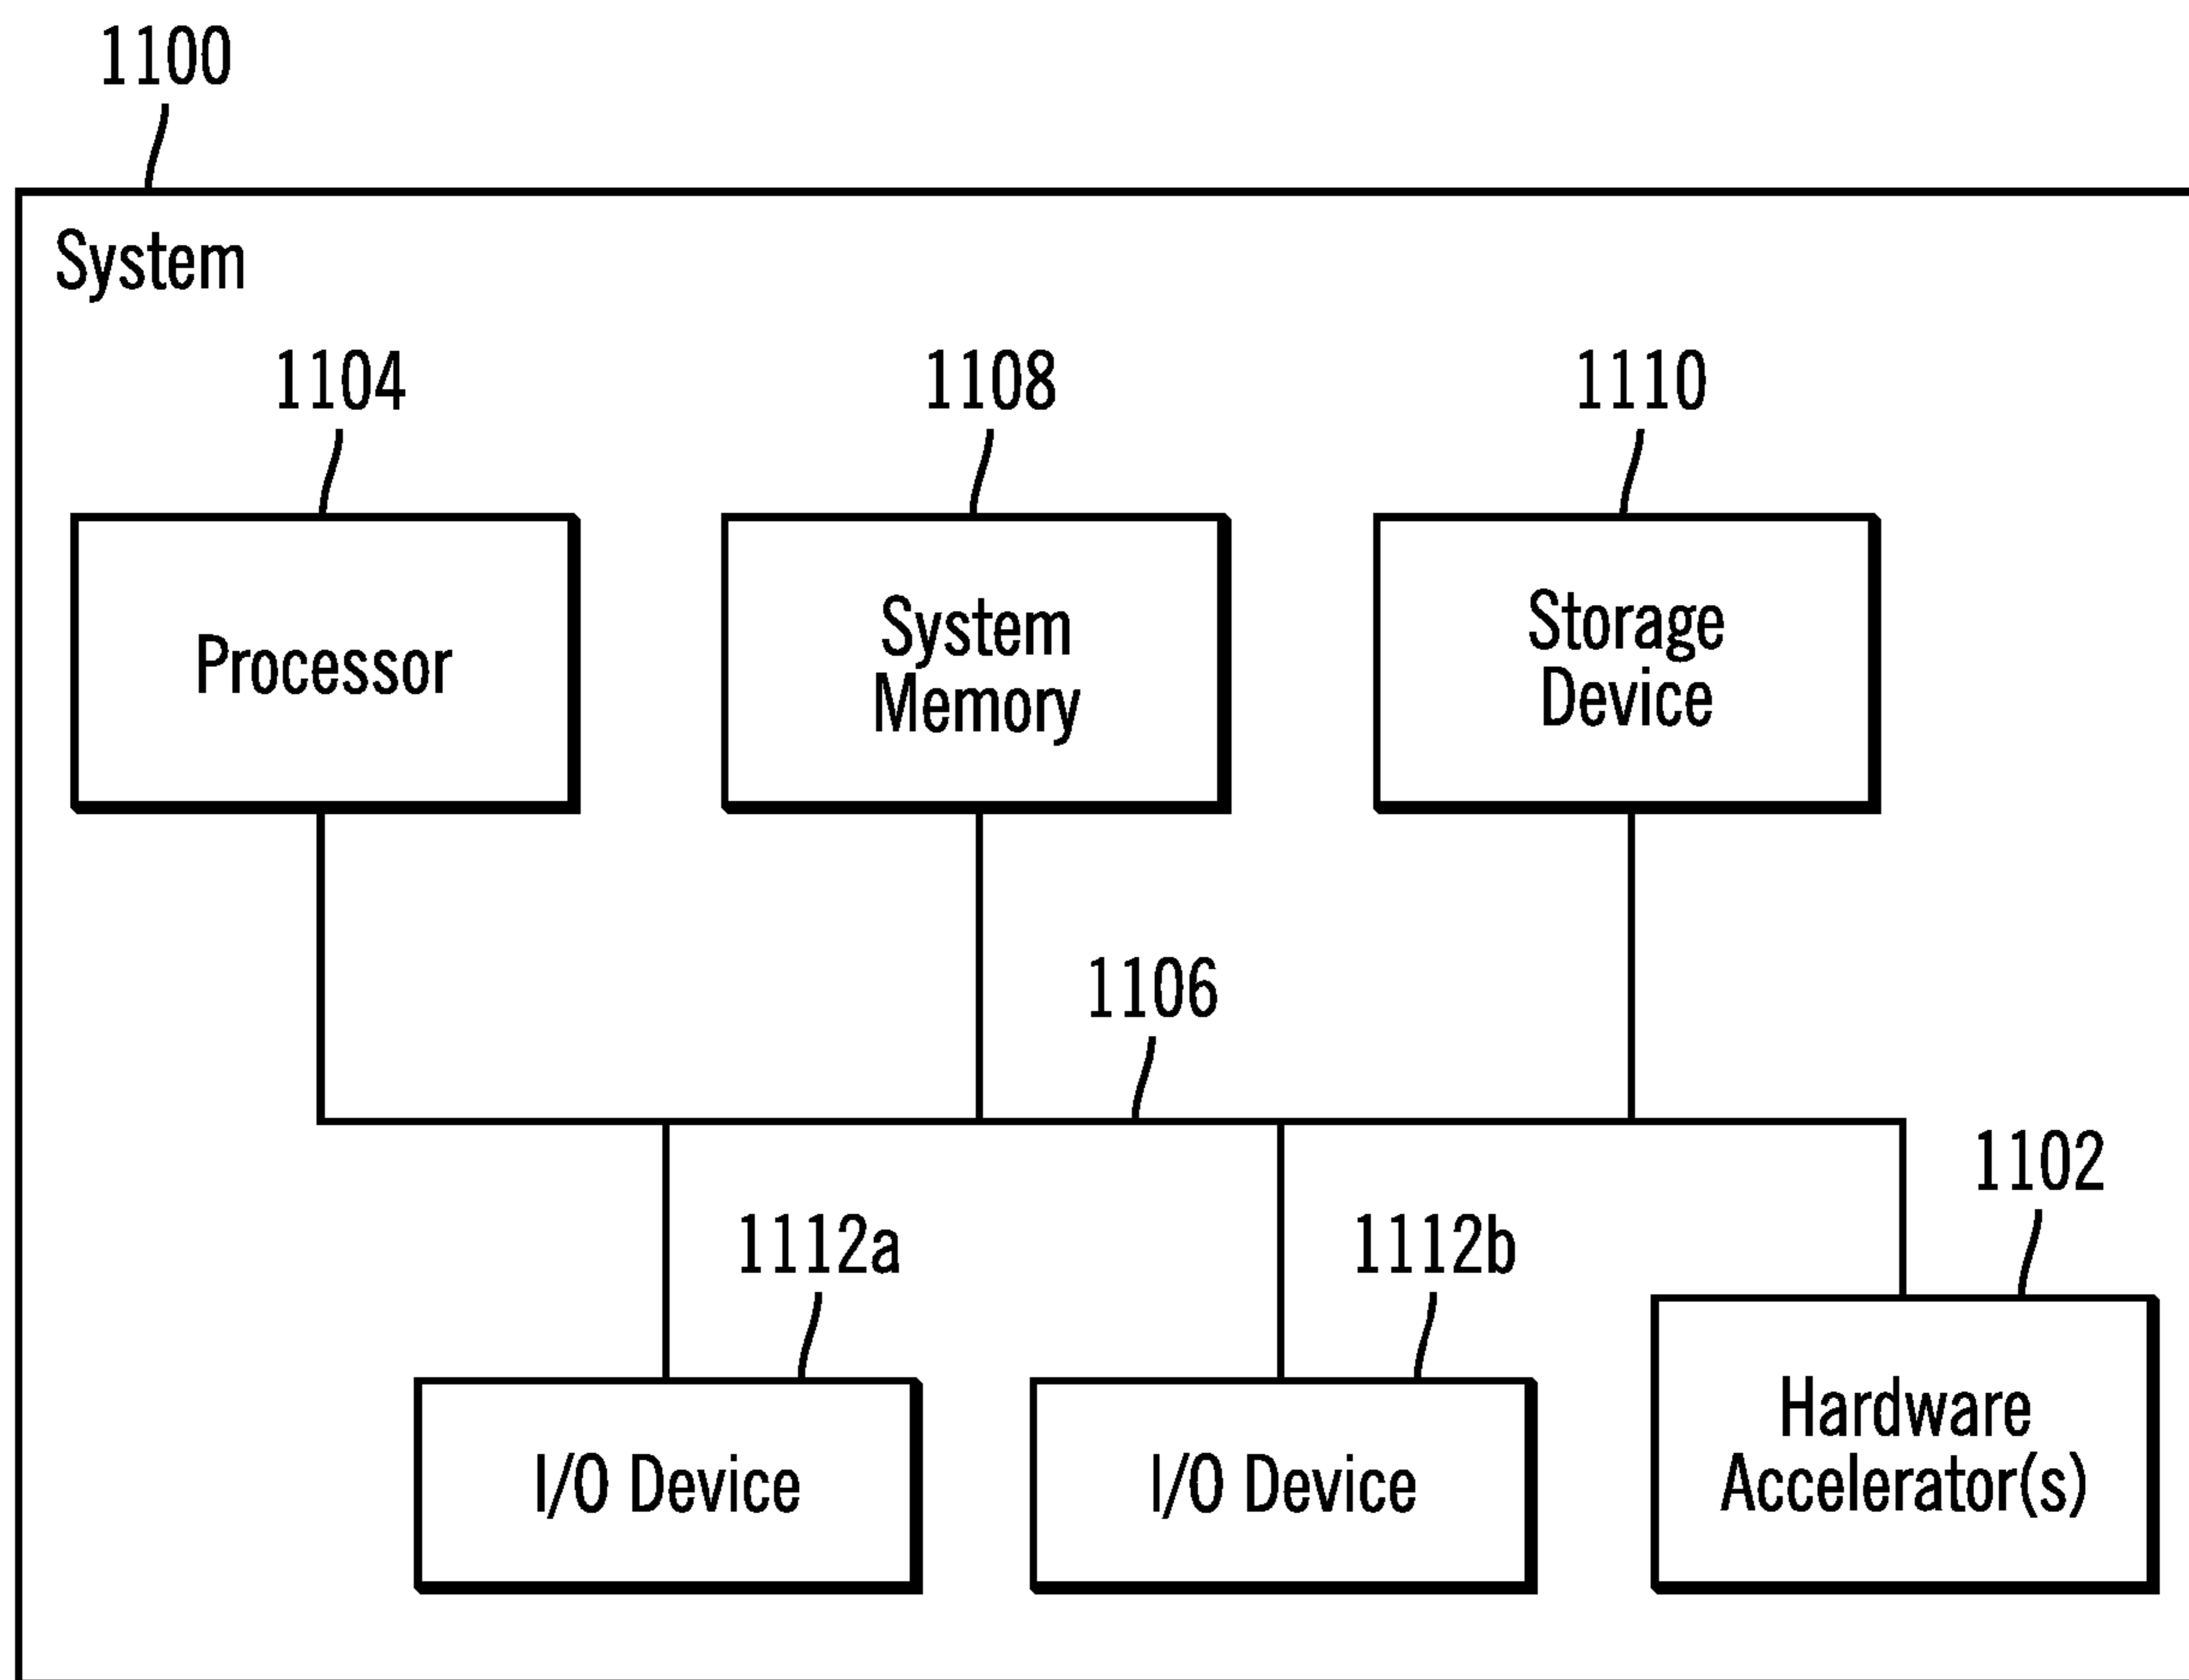 1100
System
1104
1108
1110
Processor
System
Memory
Storage
Device
1106
1102
1112a
1112b
I/O Device
I/O Device
Hardware
Accelerator(s)